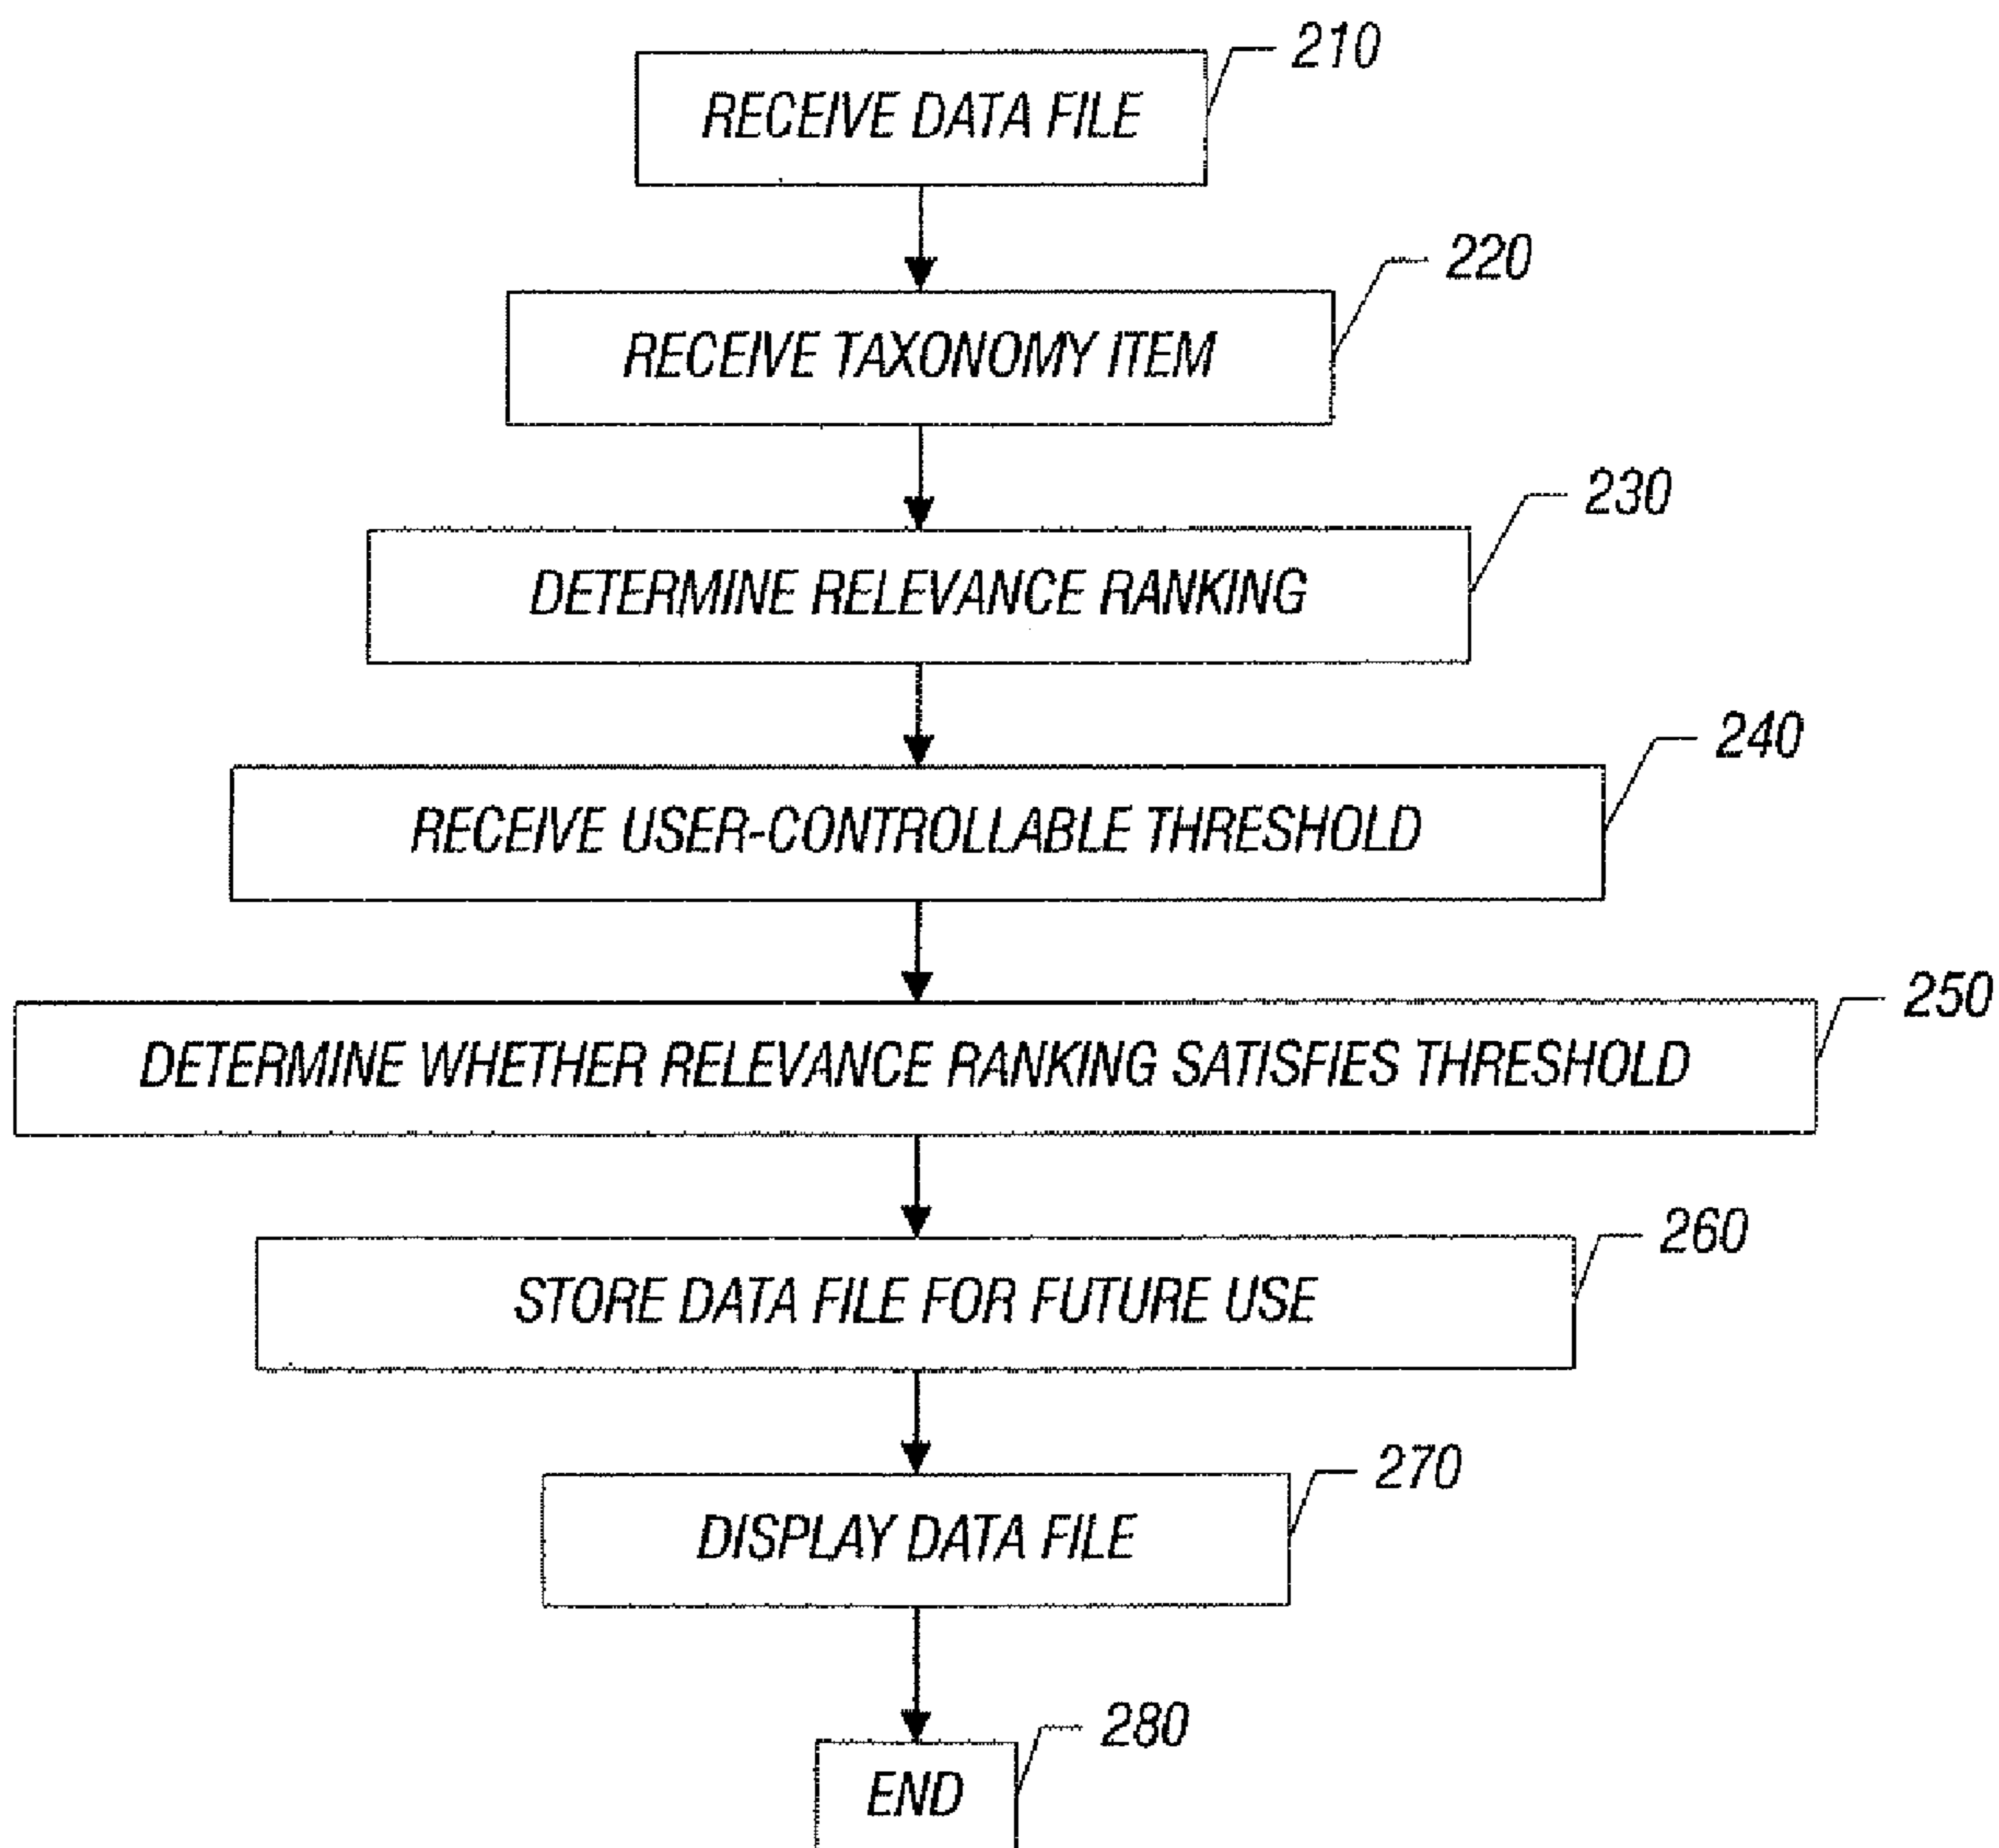 210
RECEIVE DATA FILE
220
RECEIVE TAXONOMY ITEM
230
DETERMINE RELEVANCE RANKING
240
RECEIVE USER-CONTROLLABLE THRESHOLD
250
DETERMINE WHETHER RELEVANCE RANKING SATISFIES THRESHOLD
260
STORE DATA FILE FOR FUTURE USE
270
DISPLAY DATA FILE
280
END